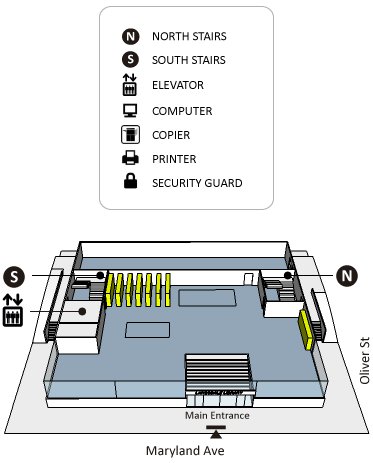 N NORTH STAIRS
S SOUTH STAIRS
ELEVATOR
COMPUTER
COPIER
PRINTER
SECURITY GUARD
S
N
Oliver St
Main Entrance
Maryland Ave